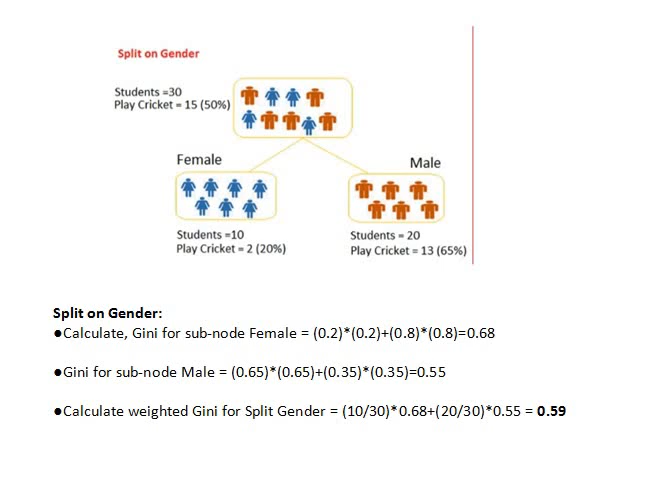 Split on Gender
Students =30
Play Cricket = 15 (50%)
Female
Male
Students =10
Play Cricket = 2 (20%)
Students = 20
Play Cricket = 13 (65%)
Split on Gender:
●Calculate, Gini for sub-node Female = (0.2)*(0.2)+(0.8)*(0.8)=0.68
●Gini for sub-node Male = (0.65)*(0.65)+(0.35)*(0.35)=0.55
●Calculate weighted Gini for Split Gender = (10/30)*0.68+(20/30)*0.55 = 0.59